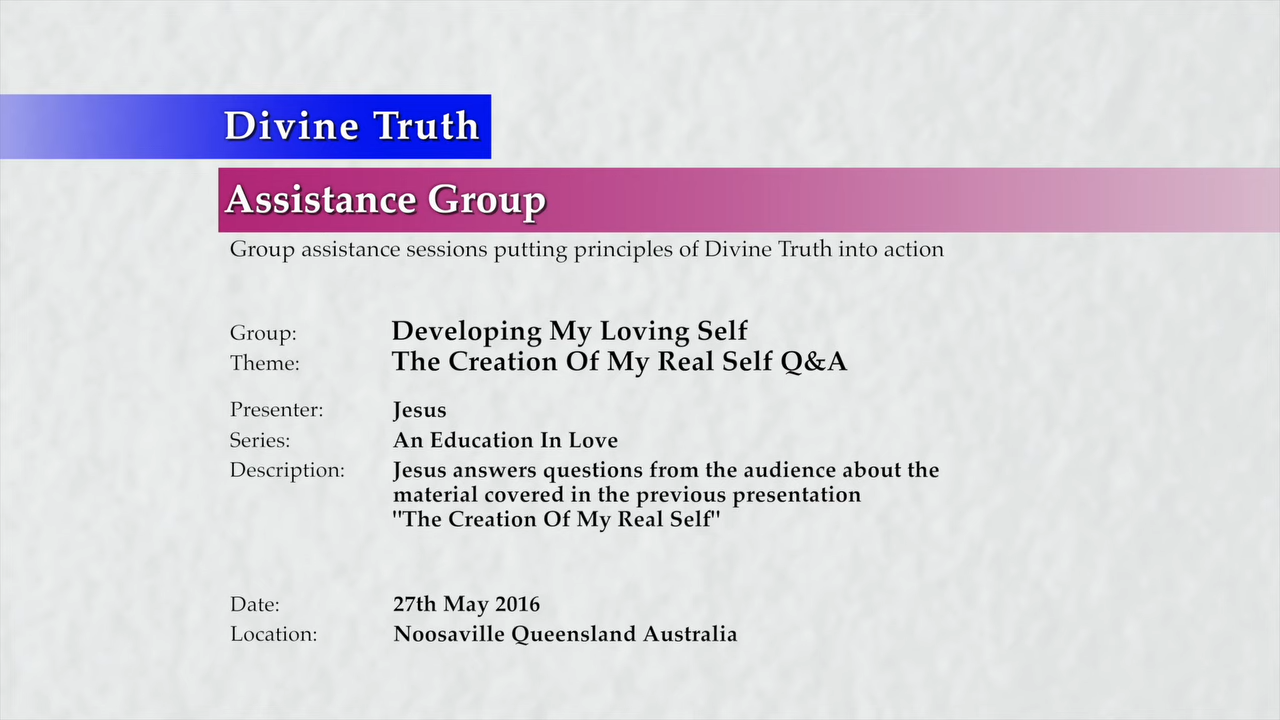 Divine Truth
Assistance Group
Group assistance sessions putting principles of Divine Truth into action
Group: Developing My Loving Self
Theme: The Creation Of My Real Self Q&A
Presenter: Jesus
Series: An Education In Love
Description: Jesus answers questions from the audience about the
material covered in the previous presentation
"The Creation Of My Real Self"
Date: 27th May 2016
Location: Noosaville Queensland Australia